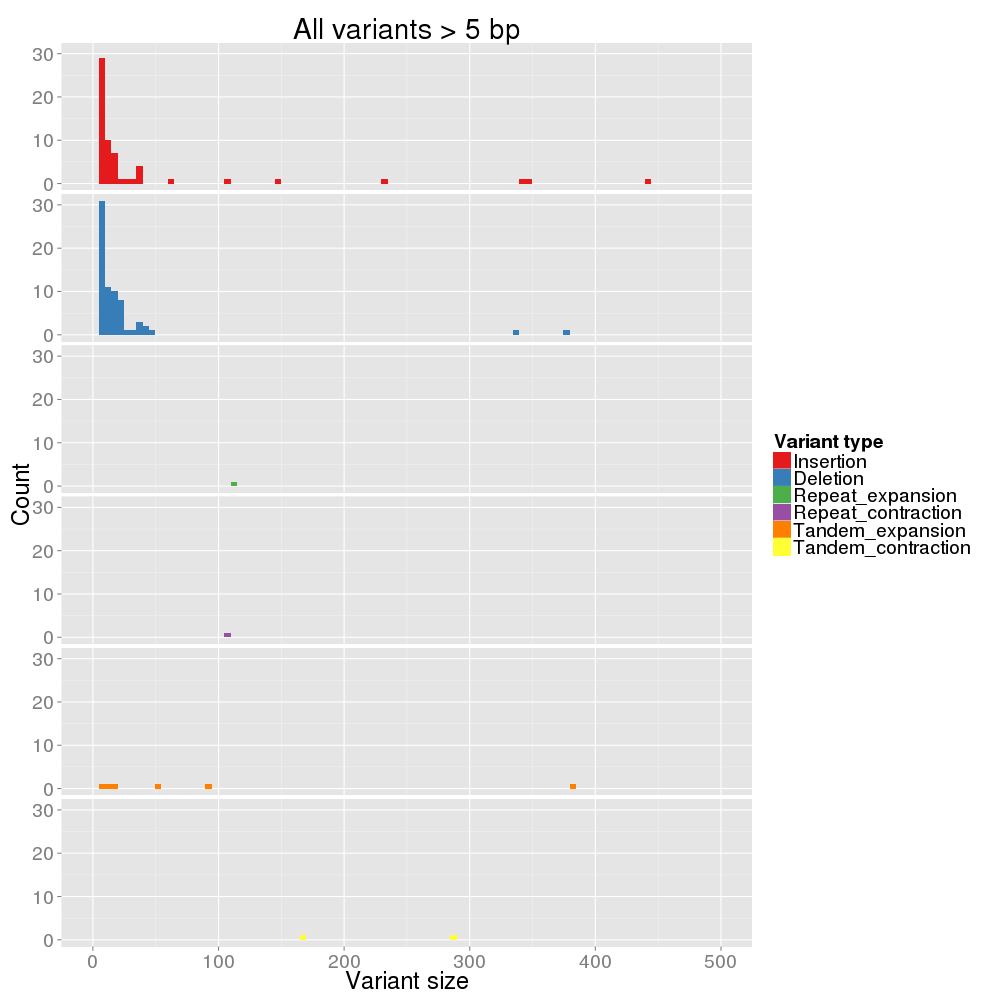 All variants > 5 bp
30
20
10
0
30
20
10
0
30
20
10
0
30
20
10
0
30
20
10
0
30
20
10
0
Count
0 100 200 300 400 500
Variant size
Variant type
Insertion
Deletion
Repeat_expansion
Repeat_contraction
Tandem_expansion
Tandem_contraction